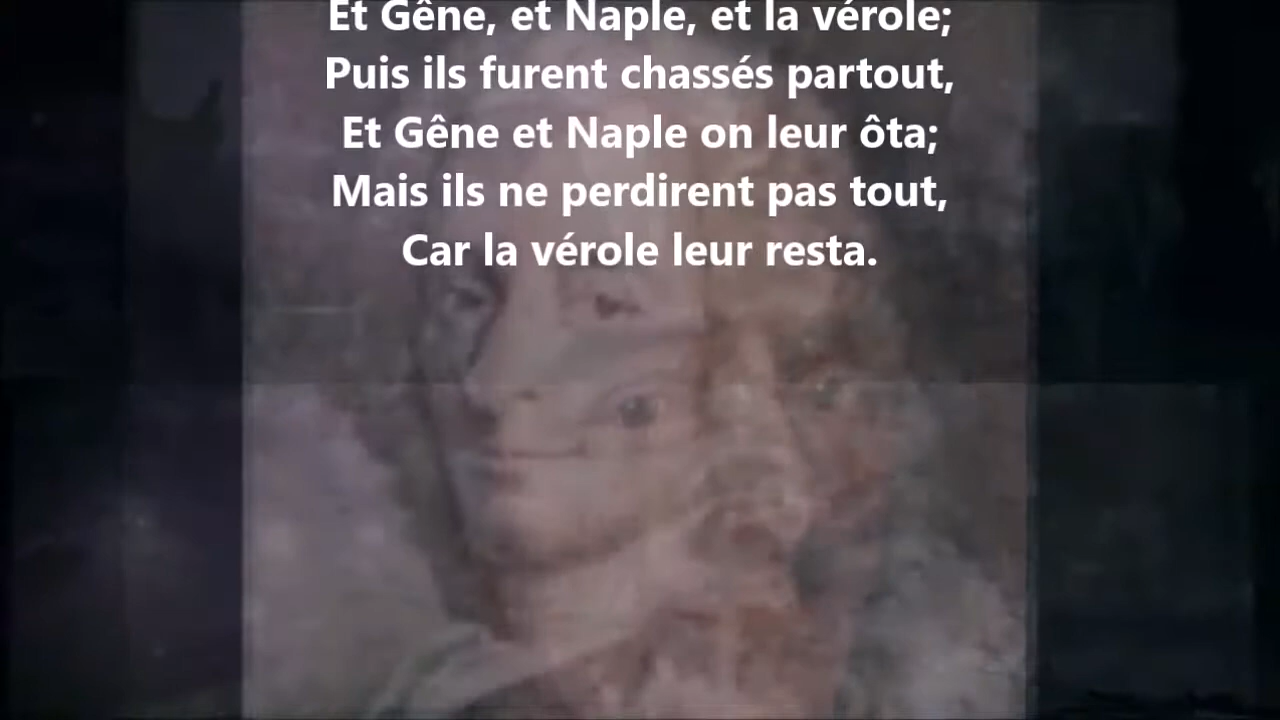 Et Gêne, et Naple, et la vérole;
Puis ils furent chassés partout,
Et Gêne et Naple on leur ôta;
Mais ils ne perdirent pas tout,
Car la vérole leur resta.